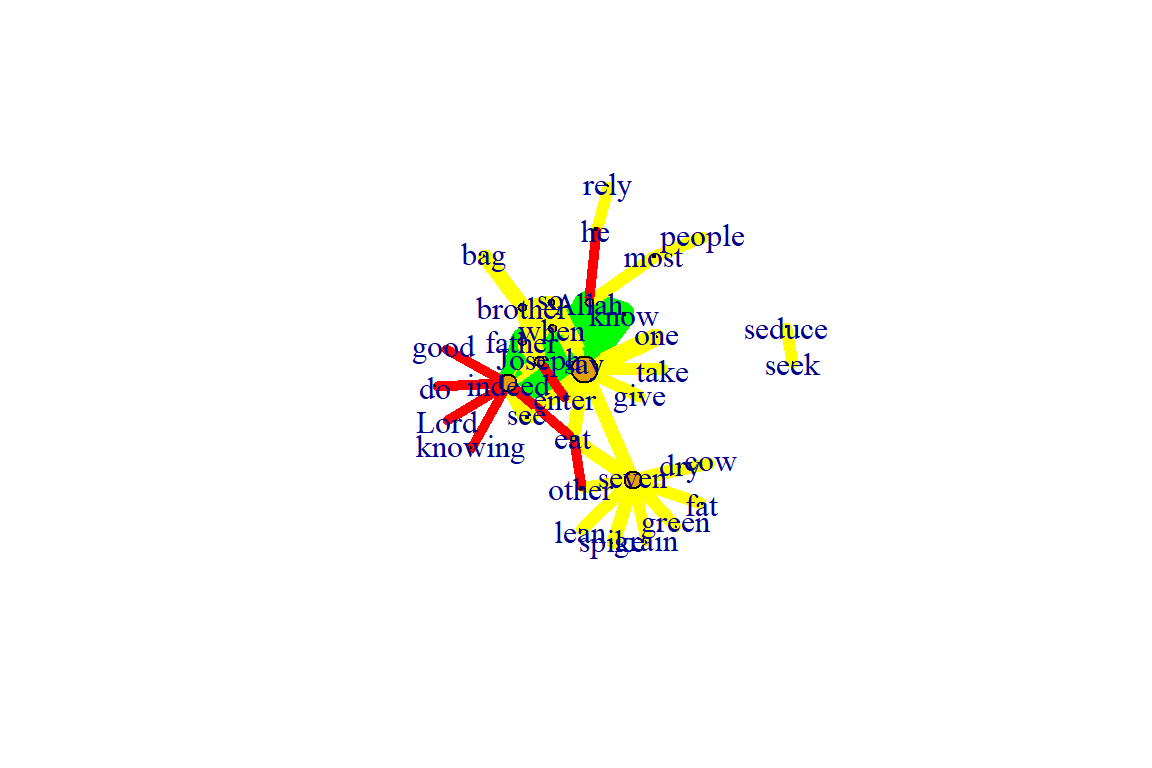 rely
he
people
most
bag
so
brother
Allah
know
when
seduce
one
father
good
Joseph
say
seek
take
do
indeed
give
enter
see
Lord
eat
knowing
dry
cow
seven
other
fat
green
lean
spike
grain